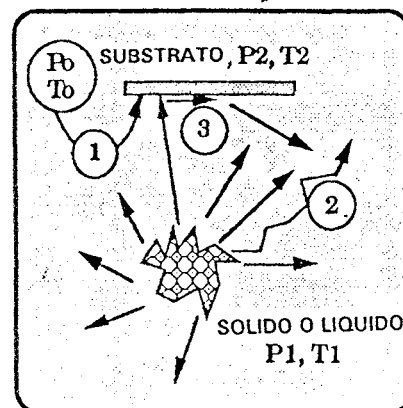 Po
To
SUBSTRATO, P2, T2
1
3
2
SOLIDO O LIQUIDO
P1, T1